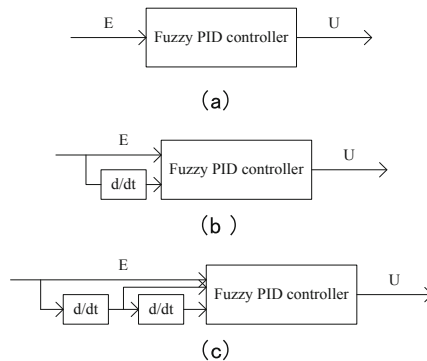 E
Fuzzy PID controller
U
(a)
E
Fuzzy PID controller
U
d/dt
(b)
E
Fuzzy PID controller
U
d/dt
d/dt
(c)